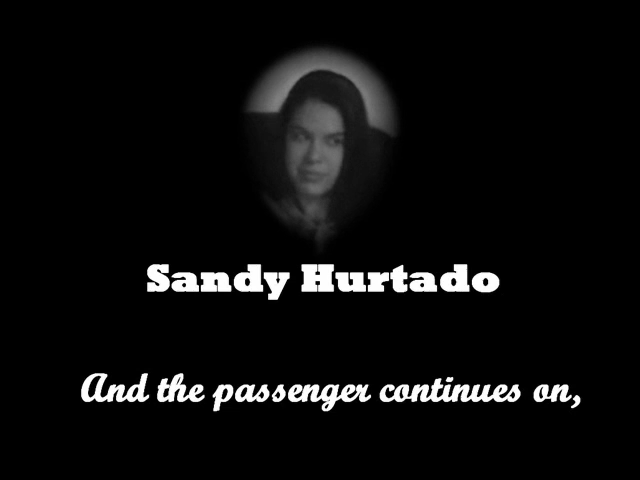 Sandy Hurtado
And the passenger continues on,